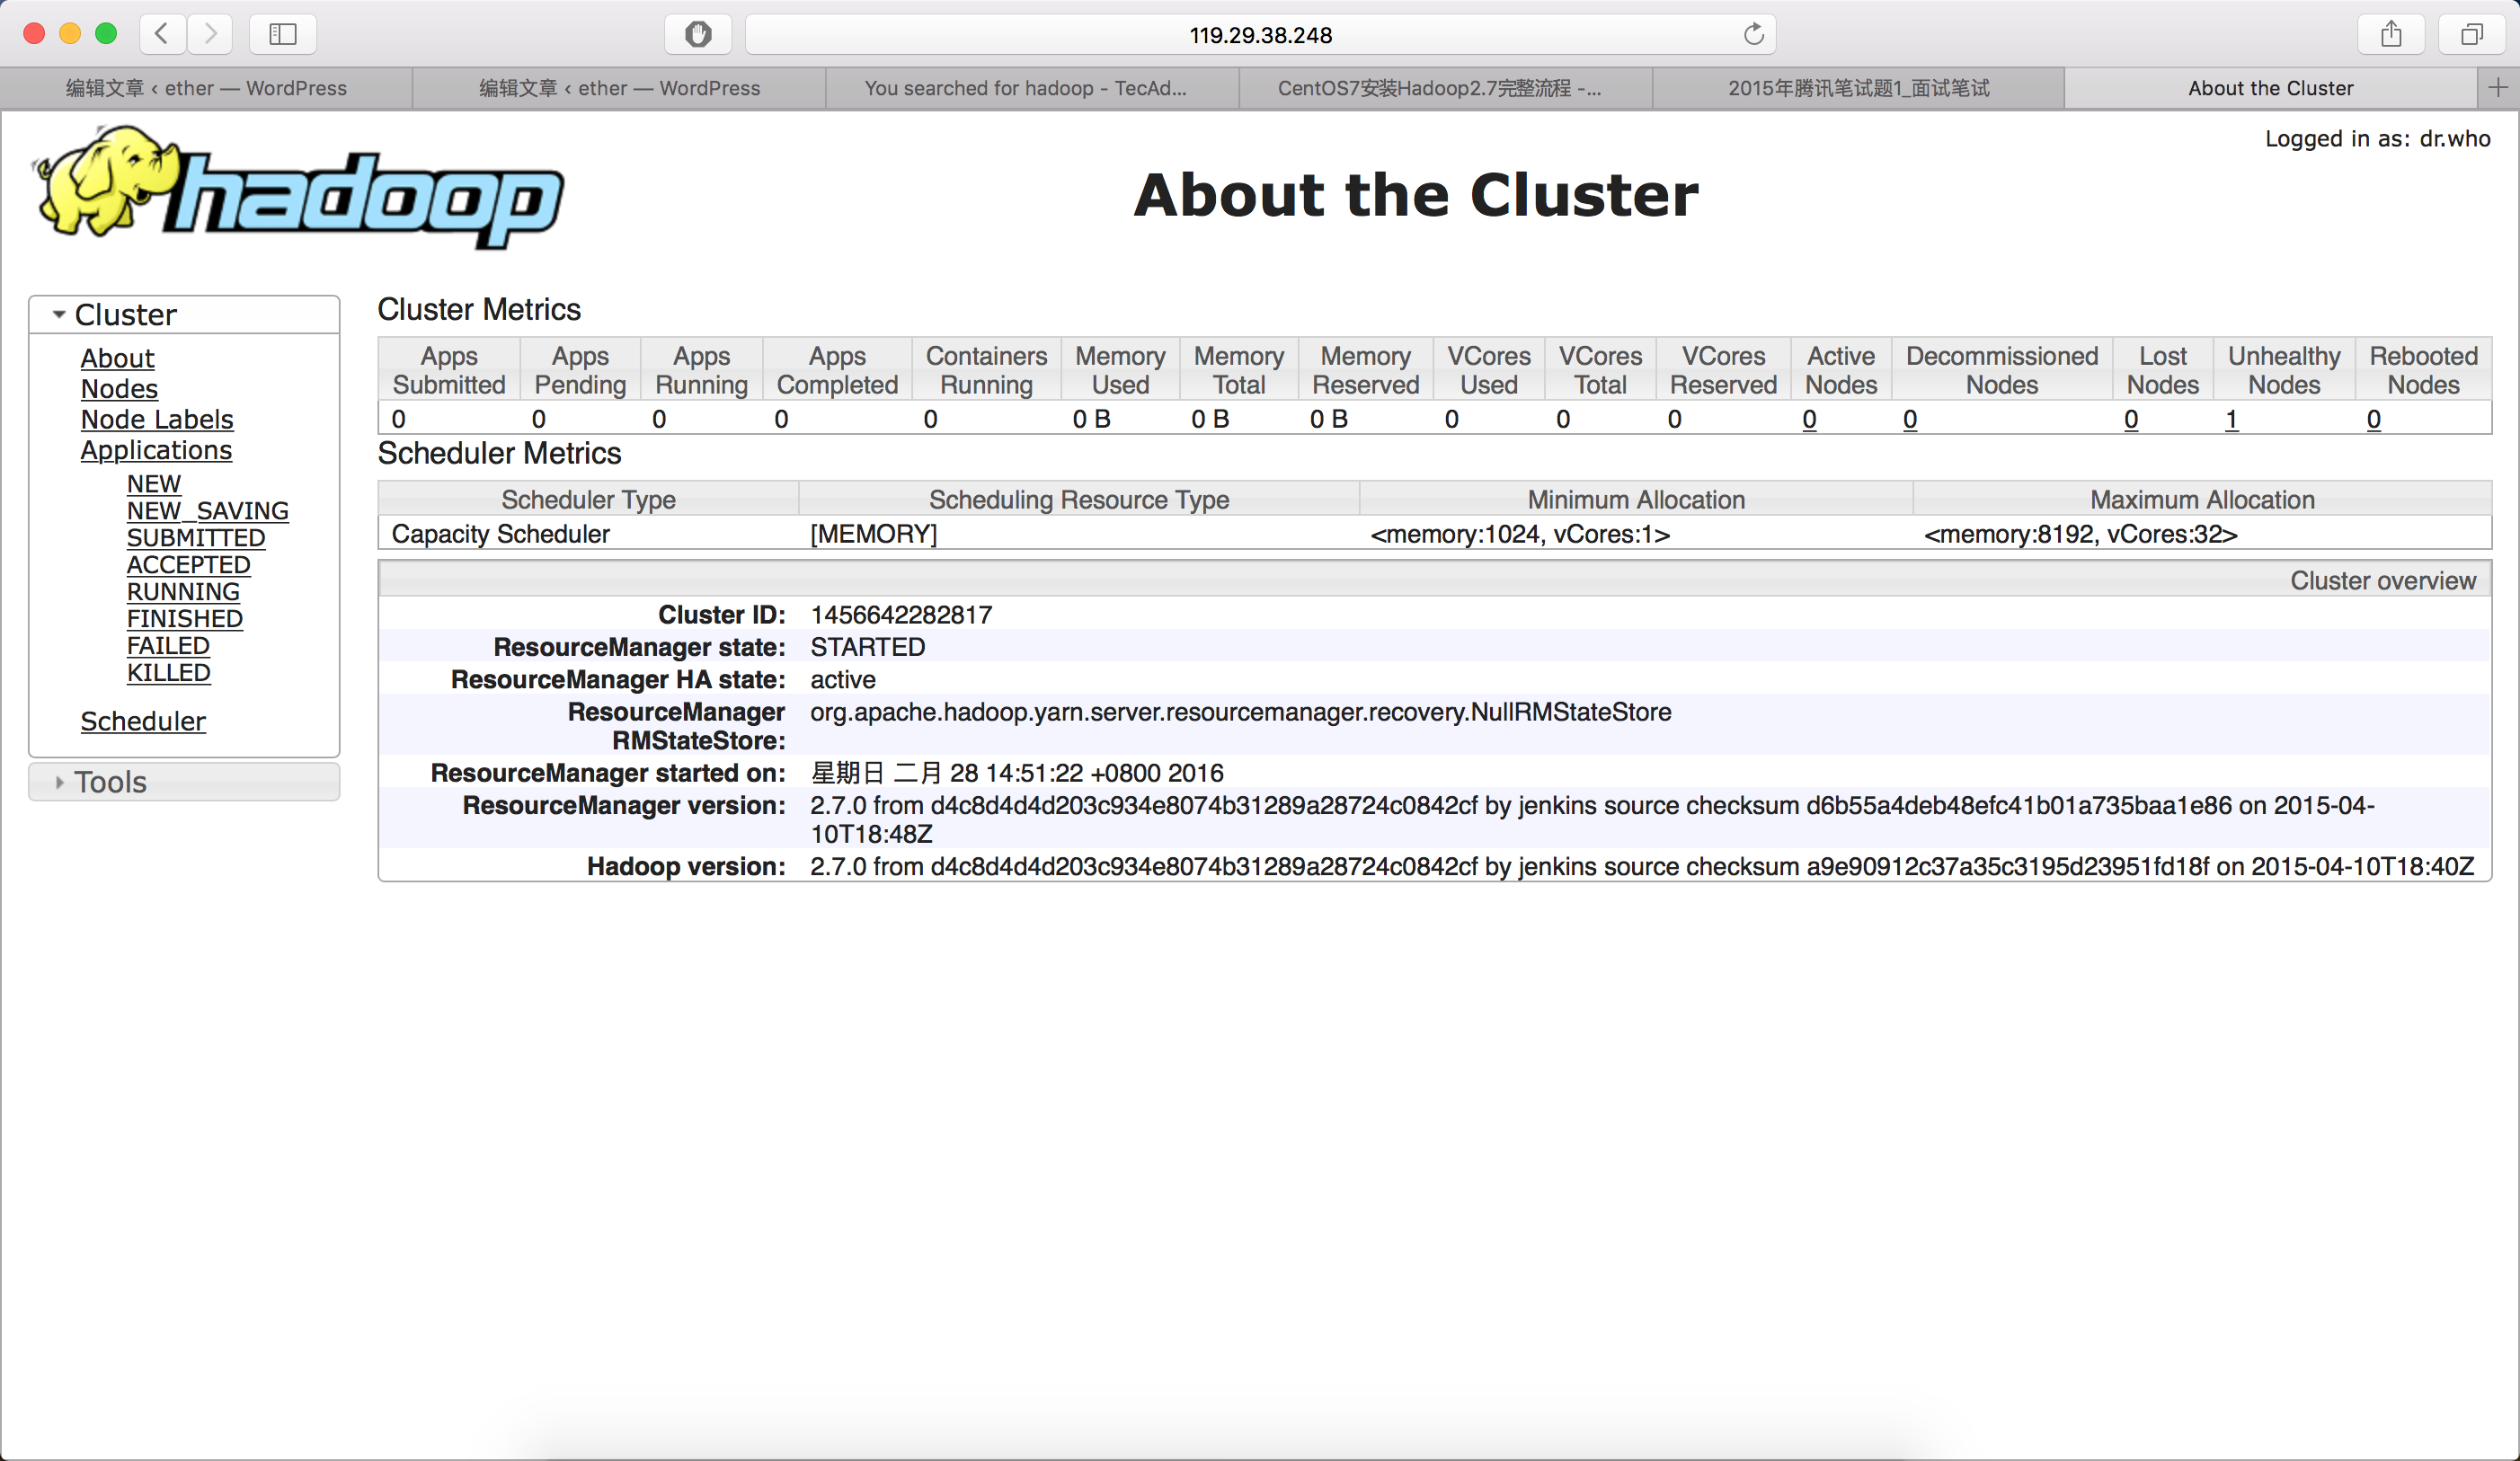 119.29.38.248
编辑文章 ‹ ether — WordPress
编辑文章 ‹ ether — WordPress
You searched for hadoop - TecAd...
CentOS7安装Hadoop2.7完整流程 -...
2015年腾讯笔试题1_面试笔试
About the Cluster
Logged in as: dr.who
hadoop
About the Cluster
Cluster
About
Nodes
Node Labels
Applications
NEW
NEW_SAVING
SUBMITTED
ACCEPTED
RUNNING
FINISHED
FAILED
KILLED
Scheduler
Tools
Cluster Metrics
Apps Submitted Apps Pending Apps Running Apps Completed Containers Running Memory Used Memory Total Memory Reserved VCores Used VCores Total VCores Reserved Active Nodes Decommissioned Nodes Lost Nodes Unhealthy Nodes Rebooted Nodes
0 0 0 0 0 0 B 0 B 0 B 0 0 0 0 0 0 1 0
Scheduler Metrics
Scheduler Type Scheduling Resource Type Minimum Allocation Maximum Allocation
Capacity Scheduler [MEMORY] <memory:1024, vCores:1> <memory:8192, vCores:32>
Cluster overview
Cluster ID: 1456642282817
ResourceManager state: STARTED
ResourceManager HA state: active
ResourceManager RMStateStore: org.apache.hadoop.yarn.server.resourcemanager.recovery.NullRMStateStore
ResourceManager started on: 星期日 二月 28 14:51:22 +0800 2016
ResourceManager version: 2.7.0 from d4c8d4d4d203c934e8074b31289a28724c0842cf by jenkins source checksum d6b55a4deb48efc41b01a735baa1e86 on 2015-04-
10T18:48Z
Hadoop version: 2.7.0 from d4c8d4d4d203c934e8074b31289a28724c0842cf by jenkins source checksum a9e90912c37a35c3195d23951fd18f on 2015-04-10T18:40Z